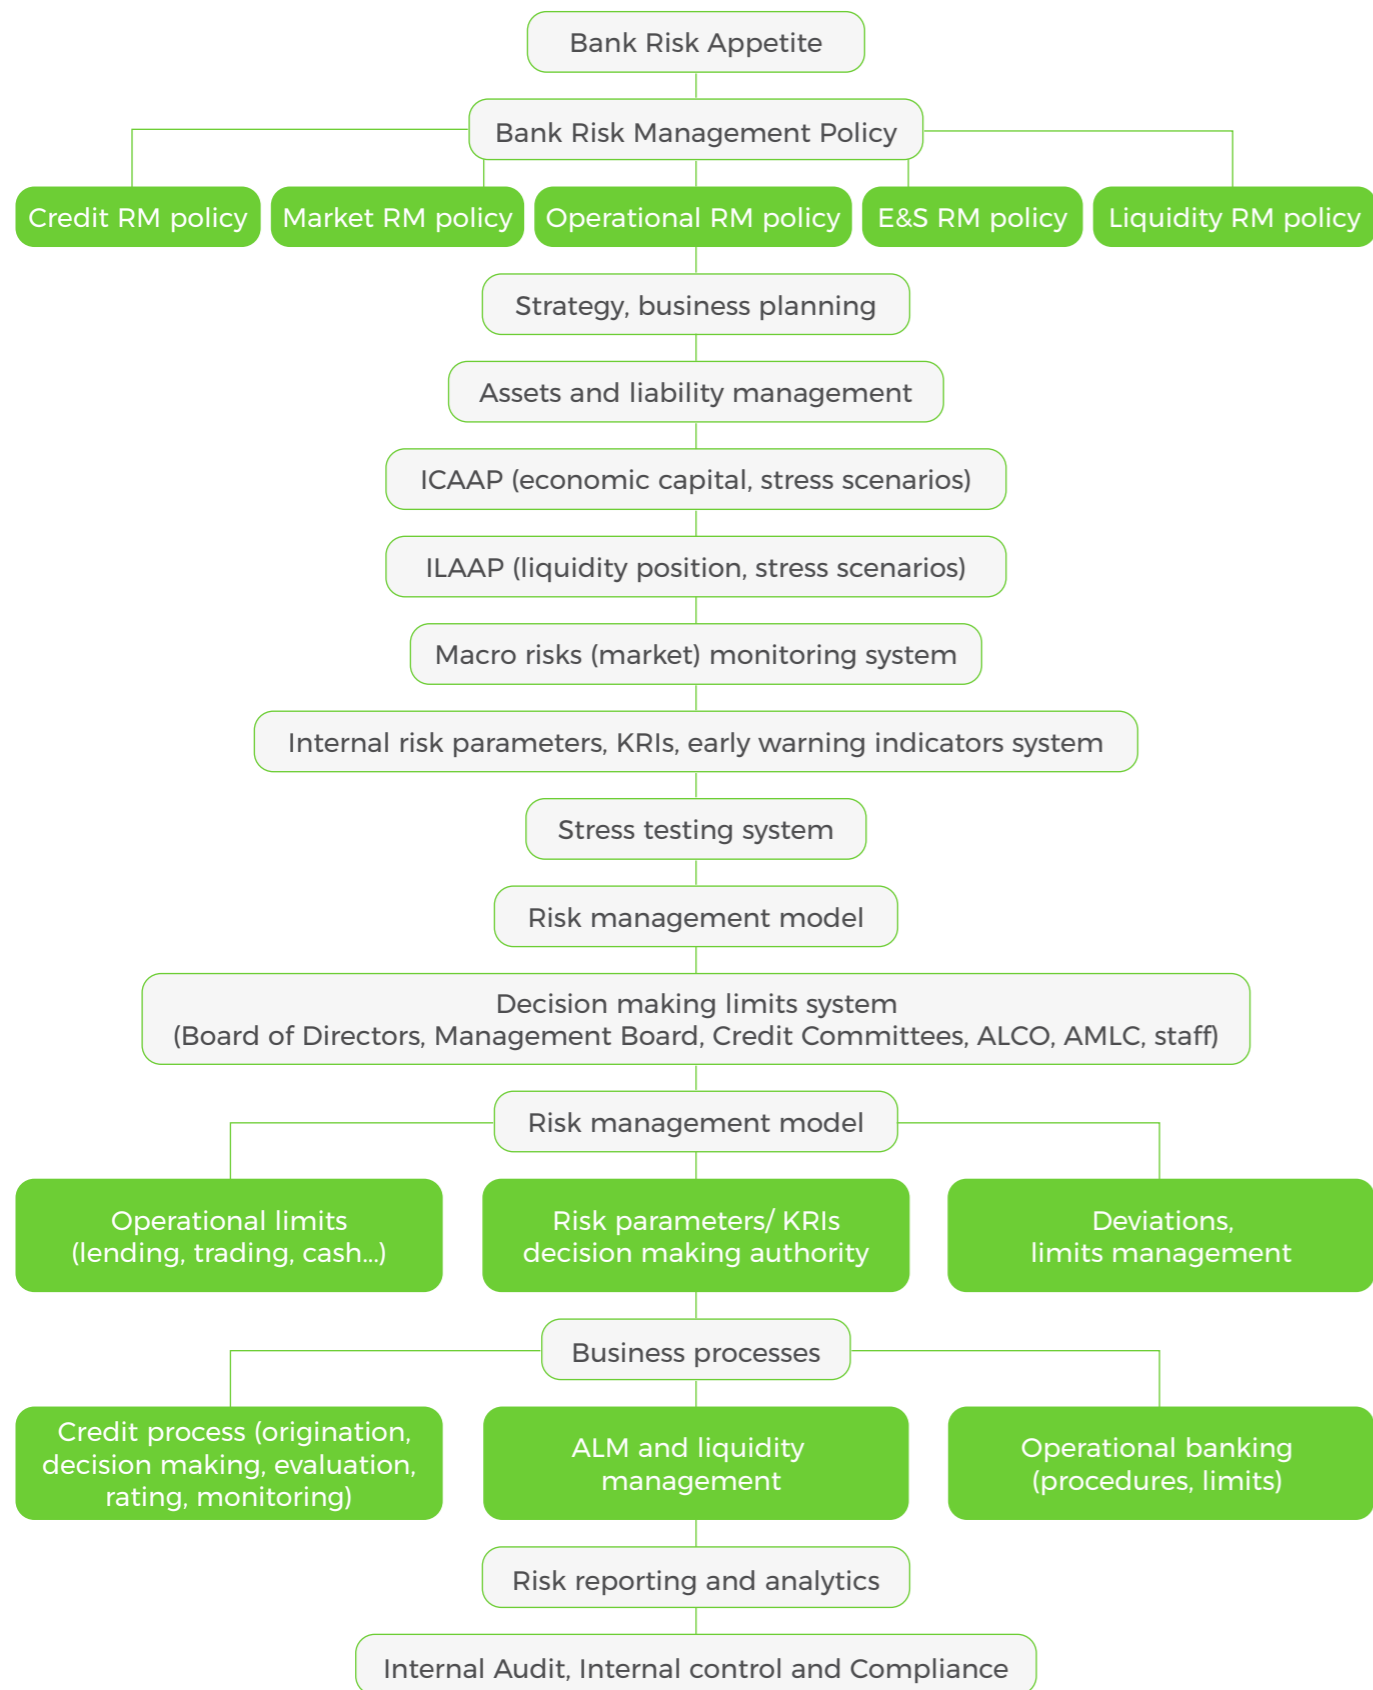 Bank Risk Appetite
Bank Risk Management Policy
Credit RM policy
Market RM policy
Operational RM policy
E&S RM policy
Liquidity RM policy
Strategy, business planning
Assets and liability management
ICAAP (economic capital, stress scenarios)
ILAAP (liquidity position, stress scenarios)
Macro risks (market) monitoring system
Internal risk parameters, KRIs, early warning indicators system
Stress testing system
Risk management model
Decision making limits system
(Board of Directors, Management Board, Credit Committees, ALCO, AMLC, staff)
Risk management model
Operational limits
(lending, trading, cash...)
Risk parameters/ KRIs
decision making authority
Deviations,
limits management
Business processes
Credit process (origination,
decision making, evaluation,
rating, monitoring)
ALM and liquidity
management
Operational banking
(procedures, limits)
Risk reporting and analytics
Internal Audit, Internal control and Compliance